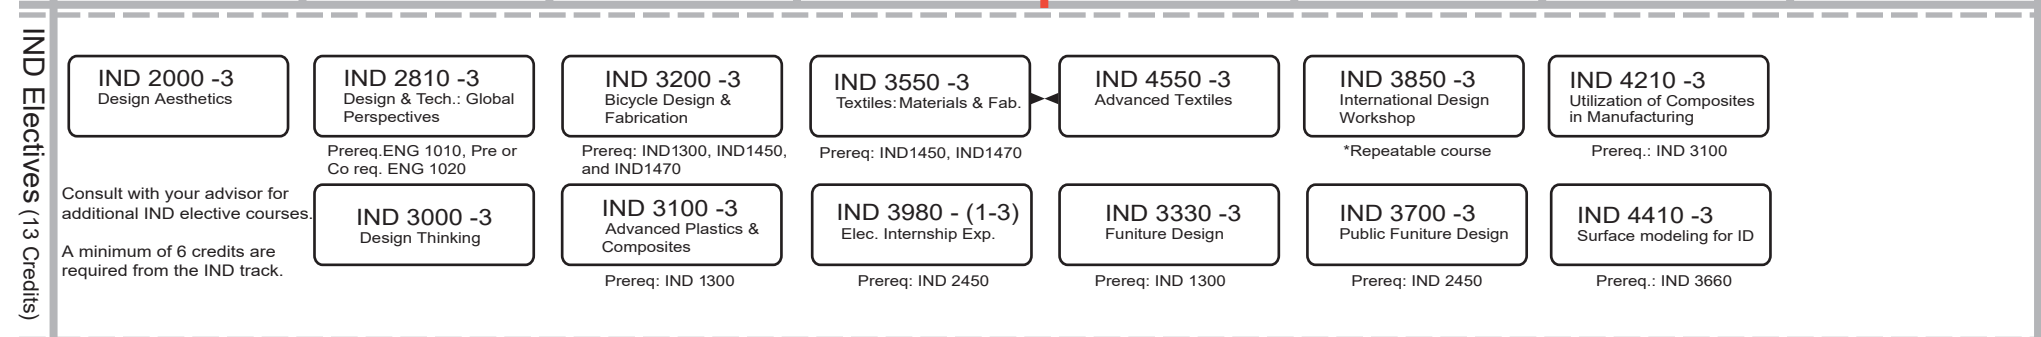 IND Electives (13 Credits)
IND 2000 -3
Design Aesthetics
IND 2810 -3
Design & Tech.: Global
Perspectives
Prereq.ENG 1010, Pre or
Co req. ENG 1020
IND 3200 -3
Bicycle Design &
Fabrication
Prereq: IND1300, IND1450,
and IND1470
IND 3550 -3
Textiles: Materials & Fab.
Prereq: IND1450, IND1470
IND 4550 -3
Advanced Textiles
IND 3850 -3
International Design
Workshop
*Repeatable course
IND 4210 -3
Utilization of Composites
in Manufacturing
Prereq.: IND 3100
Consult with your advisor for
additional IND elective courses.
A minimum of 6 credits are
required from the IND track.
IND 3000 -3
Design Thinking
IND 3100 -3
Advanced Plastics &
Composites
Prereq: IND 1300
IND 3980 - (1-3)
Elec. Internship Exp.
Prereq: IND 2450
IND 3330 -3
Funiture Design
Prereq: IND 1300
IND 3700 -3
Public Funiture Design
Prereq: IND 2450
IND 4410 -3
Surface modeling for ID
Prereq.: IND 3660